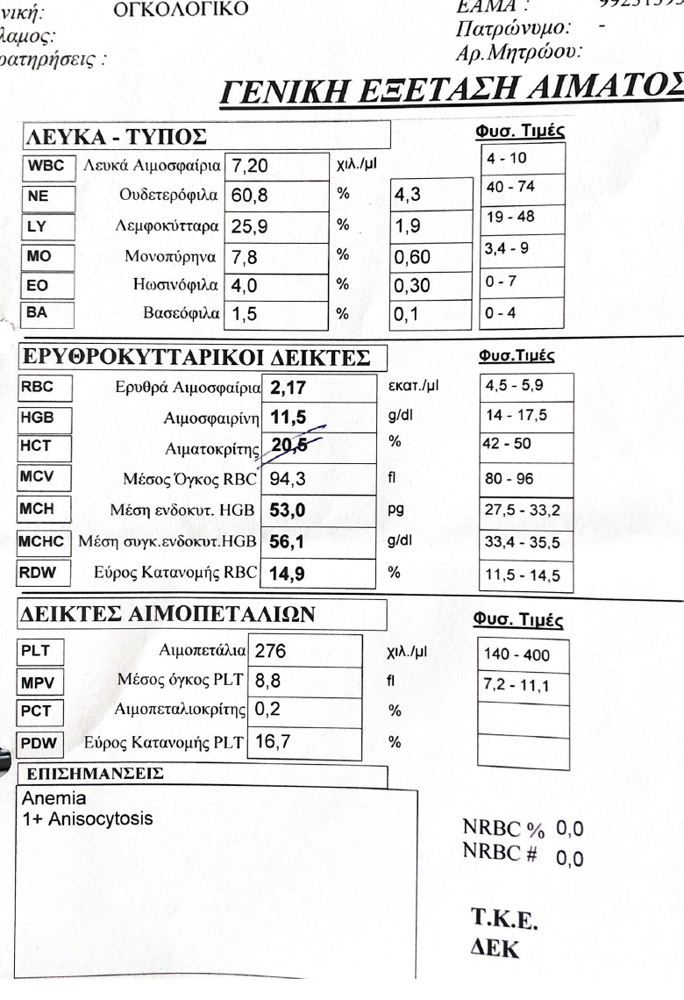 νική: ΟΓΚΟΛΟΓΙΚΟ ΕΑΜΑ :
λαμος: Πατρώνυμο: -
ρατηρήσεις : Αρ.Μητρώου:
ΓΕΝΙΚΗ ΕΞΕΤΑΣΗ ΑΙΜΑΤΟΣ
ΛΕΥΚΑ - ΤΥΠΟΣ Φυσ. Τιμές
WBC Λευκά Αιμοσφαίρια 7,20 χιλ./μl 4 - 10
NE Ουδετερόφιλα 60,8 % 4,3 40 - 74
LY Λεμφοκύτταρα 25,9 % 1,9 19 - 48
MO Μονοπύρηνα 7,8 % 0,60 3,4 - 9
EO Ηωσινόφιλα 4,0 % 0,30 0 - 7
BA Βασεόφιλα 1,5 % 0,1 0 - 4
ΕΡΥΘΡΟΚΥΤΤΑΡΙΚΟΙ ΔΕΙΚΤΕΣ Φυσ.Τιμές
RBC Ερυθρά Αιμοσφαίρια 2,17 εκατ./μl 4,5 - 5,9
HGB Αιμοσφαιρίνη 11,5 g/dl 14 - 17,5
HCT Αιματοκρίτης 20,5 % 42 - 50
MCV Μέσος Όγκος RBC 94,3 fl 80 - 96
MCH Μέση ενδοκυτ. HGB 53,0 pg 27,5 - 33,2
MCHC Μέση συγκ.ενδοκυτ.HGB 56,1 g/dl 33,4 - 35,5
RDW Εύρος Κατανομής RBC 14,9 % 11,5 - 14,5
ΔΕΙΚΤΕΣ ΑΙΜΟΠΕΤΑΛΙΩΝ Φυσ. Τιμές
PLT Αιμοπετάλια 276 χιλ./μl 140 - 400
MPV Μέσος όγκος PLT 8,8 fl 7,2 - 11,1
PCT Αιμοπεταλιοκρίτης 0,2 %
PDW Εύρος Κατανομής PLT 16,7 %
ΕΠΙΣΗΜΑΝΣΕΙΣ
Anemia
1+ Anisocytosis
NRBC % 0,0
NRBC # 0,0
Τ.Κ.Ε.
ΔΕΚ